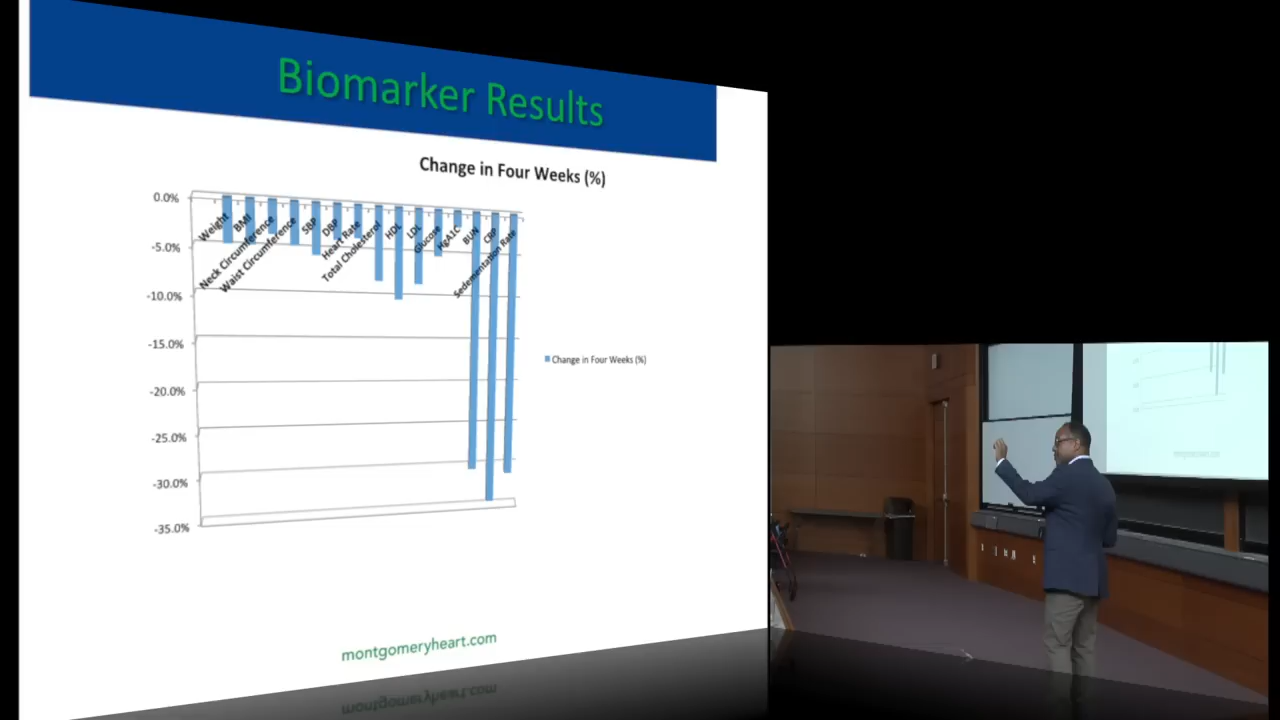 Biomarker Results
Change in Four Weeks (%)
0.0%
-5.0%
-10.0%
-15.0%
-20.0%
-25.0%
-30.0%
-35.0%
Weight
BMI
Neck Circumference
Waist Circumference
SBP
DBP
Heart Rate
Total Cholesterol
HDL
LDL
Glucose
HgA1C
BUN
CRP
Sedementation Rate
Change in Four Weeks (%)
montgomeryheart.com